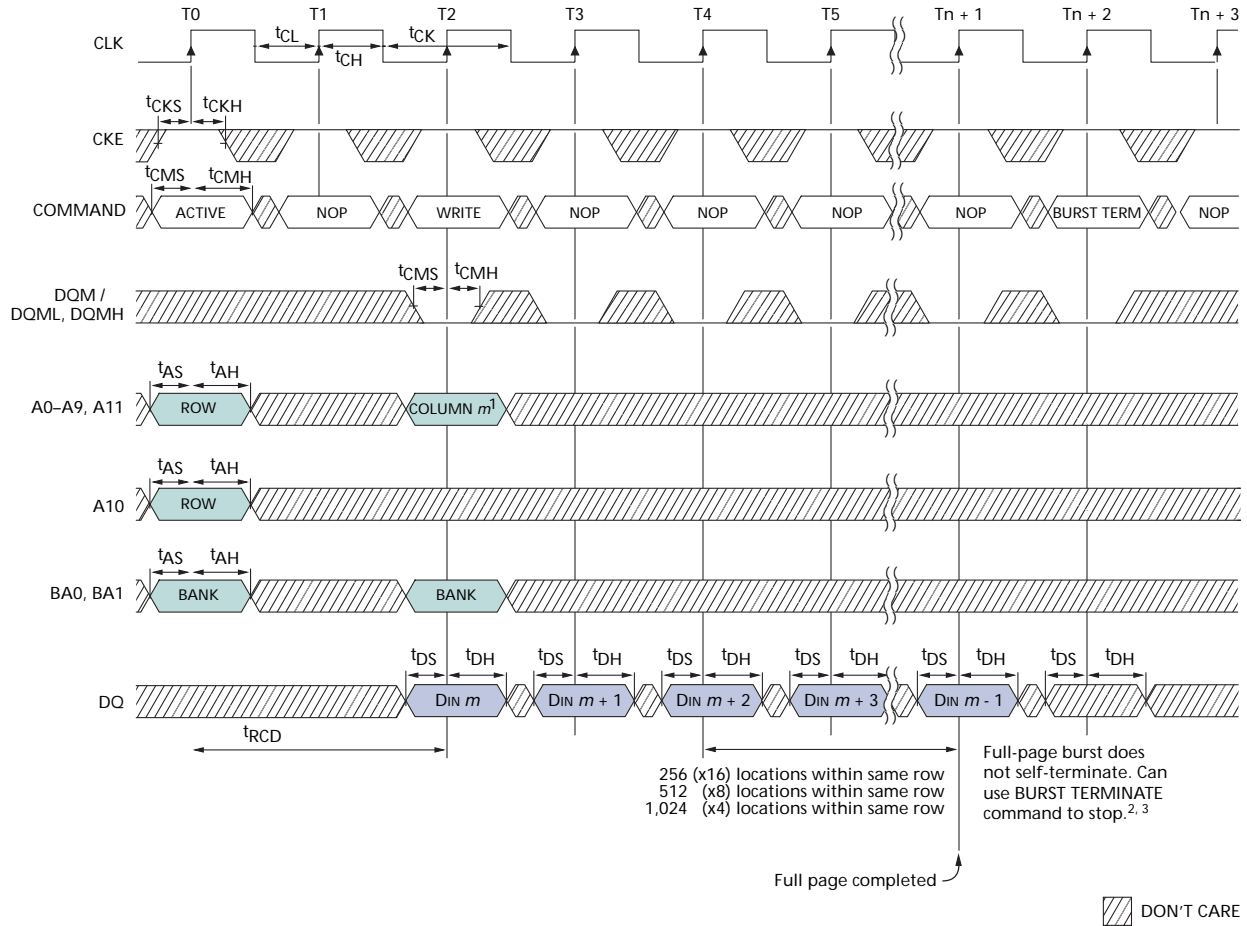 T0 T1 T2 T3 T4 T5 Tn + 1 Tn + 2 Tn + 3
CLK
tCL tCK
tCH
tCKS tCKH
CKE
tCMS tCMH
COMMAND ACTIVE NOP WRITE NOP NOP NOP NOP BURST TERM NOP
tCMS tCMH
DQM /
DQML, DQMH
tAS tAH
A0–A9, A11 ROW COLUMN m1
tAS tAH
A10 ROW
tAS tAH
BA0, BA1 BANK BANK
tDS tDH tDS tDH tDS tDH tDS tDH tDS tDH tDS tDH
DQ DIN m DIN m + 1 DIN m + 2 DIN m + 3 DIN m - 1
tRCD
256 (x16) locations within same row
512 (x8) locations within same row
1,024 (x4) locations within same row
Full-page burst does
not self-terminate. Can
use BURST TERMINATE
command to stop.2, 3
Full page completed
DON'T CARE